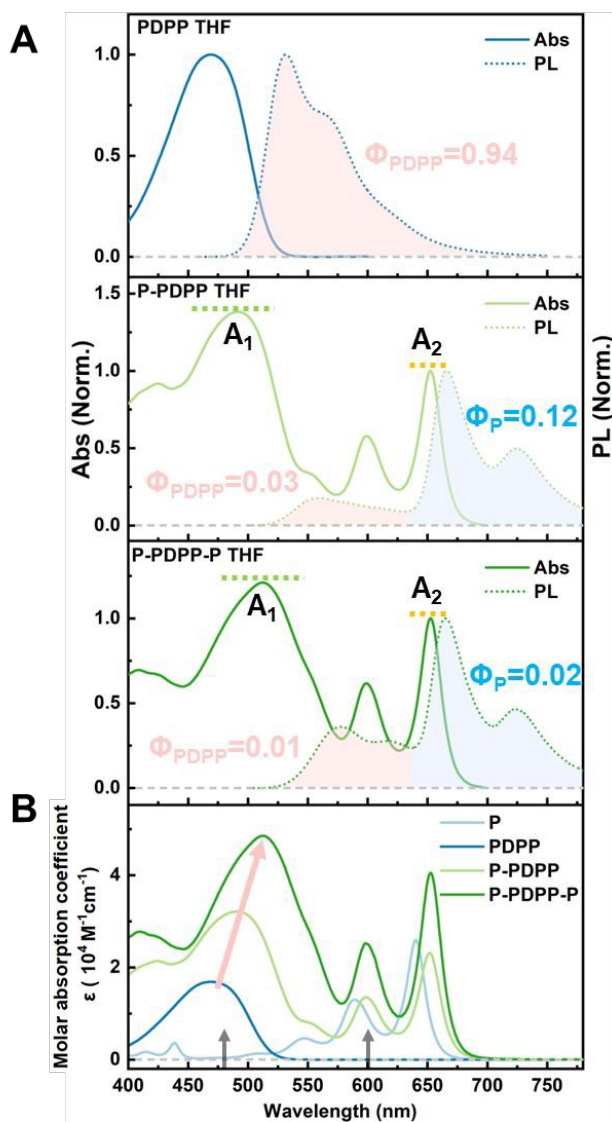 A
PDPP THF
Abs
PL
ΦPDPP=0.94
1.0
0.5
0.0
P-PDPP THF
Abs
PL
A1
A2
ΦP=0.12
ΦPDPP=0.03
1.5
1.0
0.5
0.0
Abs (Norm.)
PL (Norm.)
P-PDPP-P THF
Abs
PL
A1
A2
ΦP=0.02
ΦPDPP=0.01
1.0
0.5
0.0
B
P
PDPP
P-PDPP
P-PDPP-P
Molar absorption coefficient
ε ( 10⁴ M⁻¹cm⁻¹)
4
2
0
400 450 500 550 600 650 700 750
Wavelength (nm)